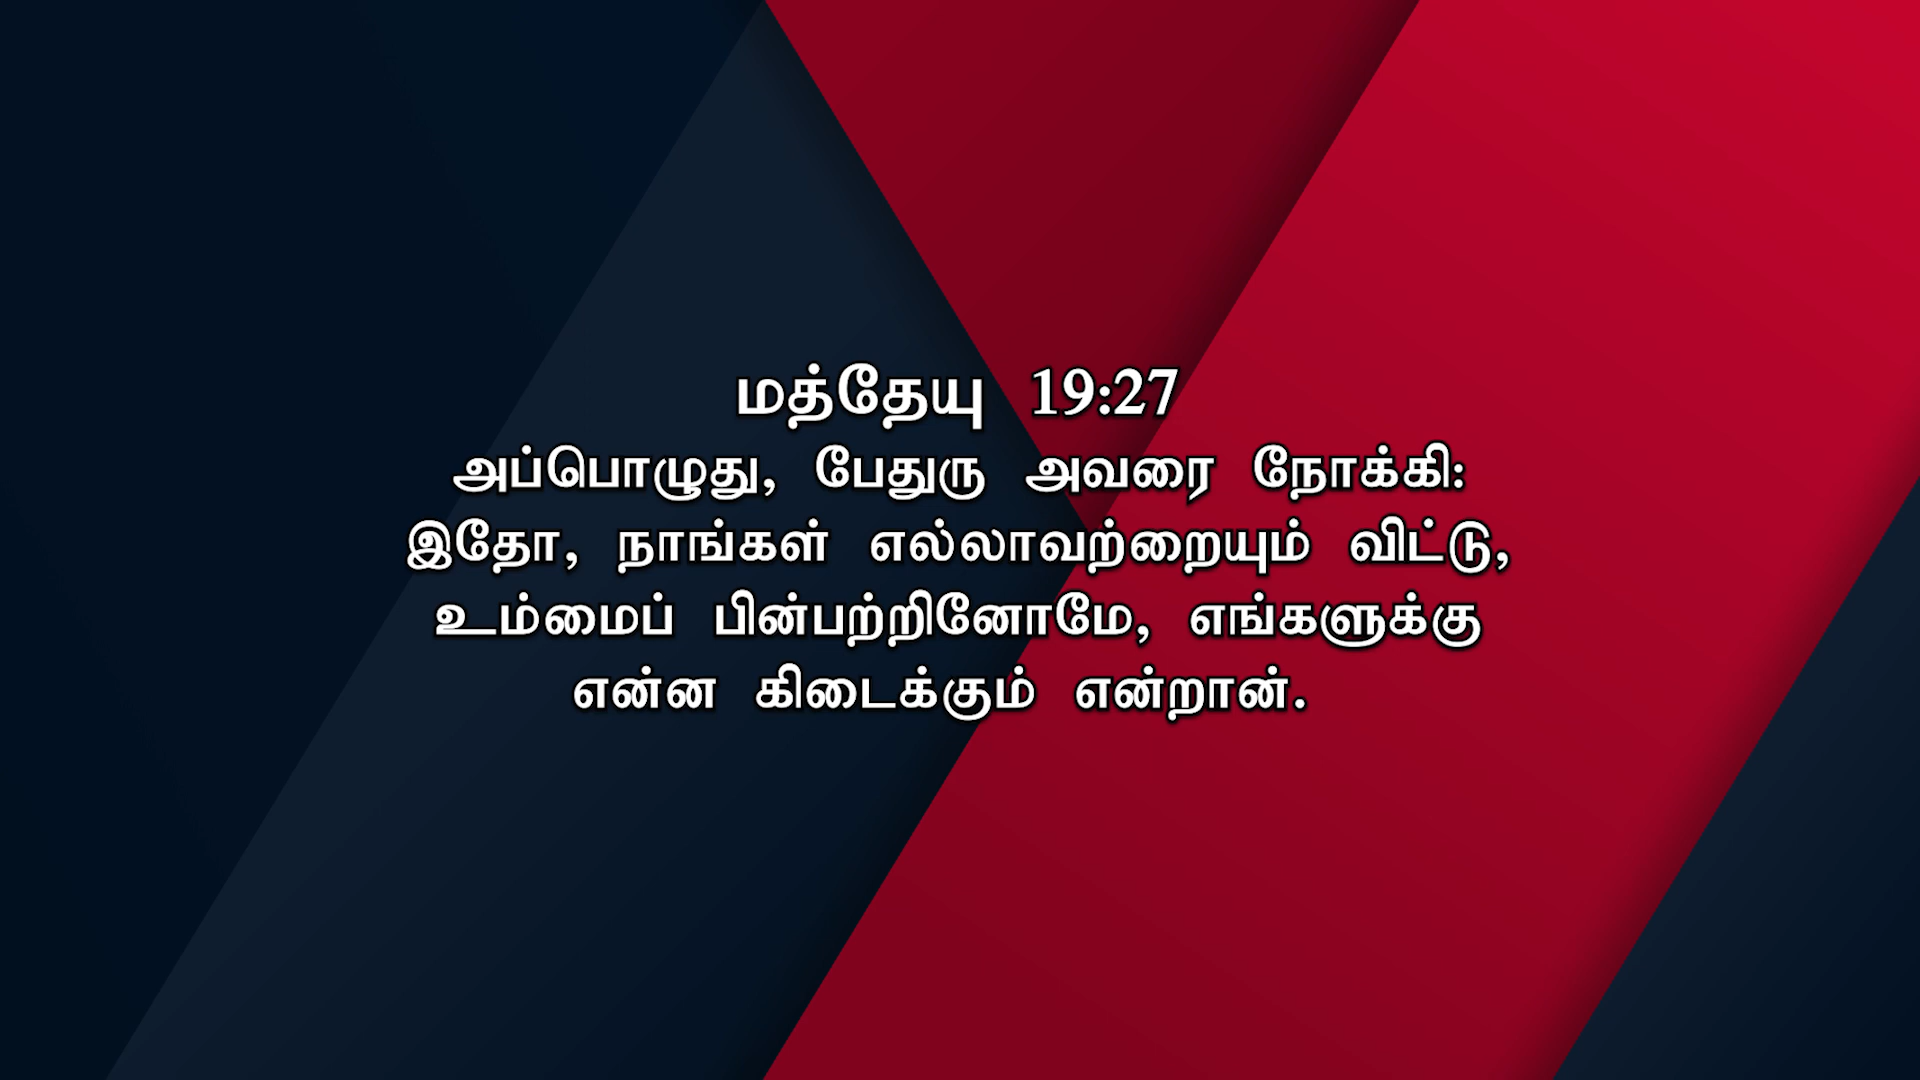 மத்தேயு 19:27
அப்பொழுது, பேதுரு அவரை நோக்கி:
இதோ, நாங்கள் எல்லாவற்றையும் விட்டு,
உம்மைப் பின்பற்றினோமே, எங்களுக்கு
என்ன கிடைக்கும் என்றான்.